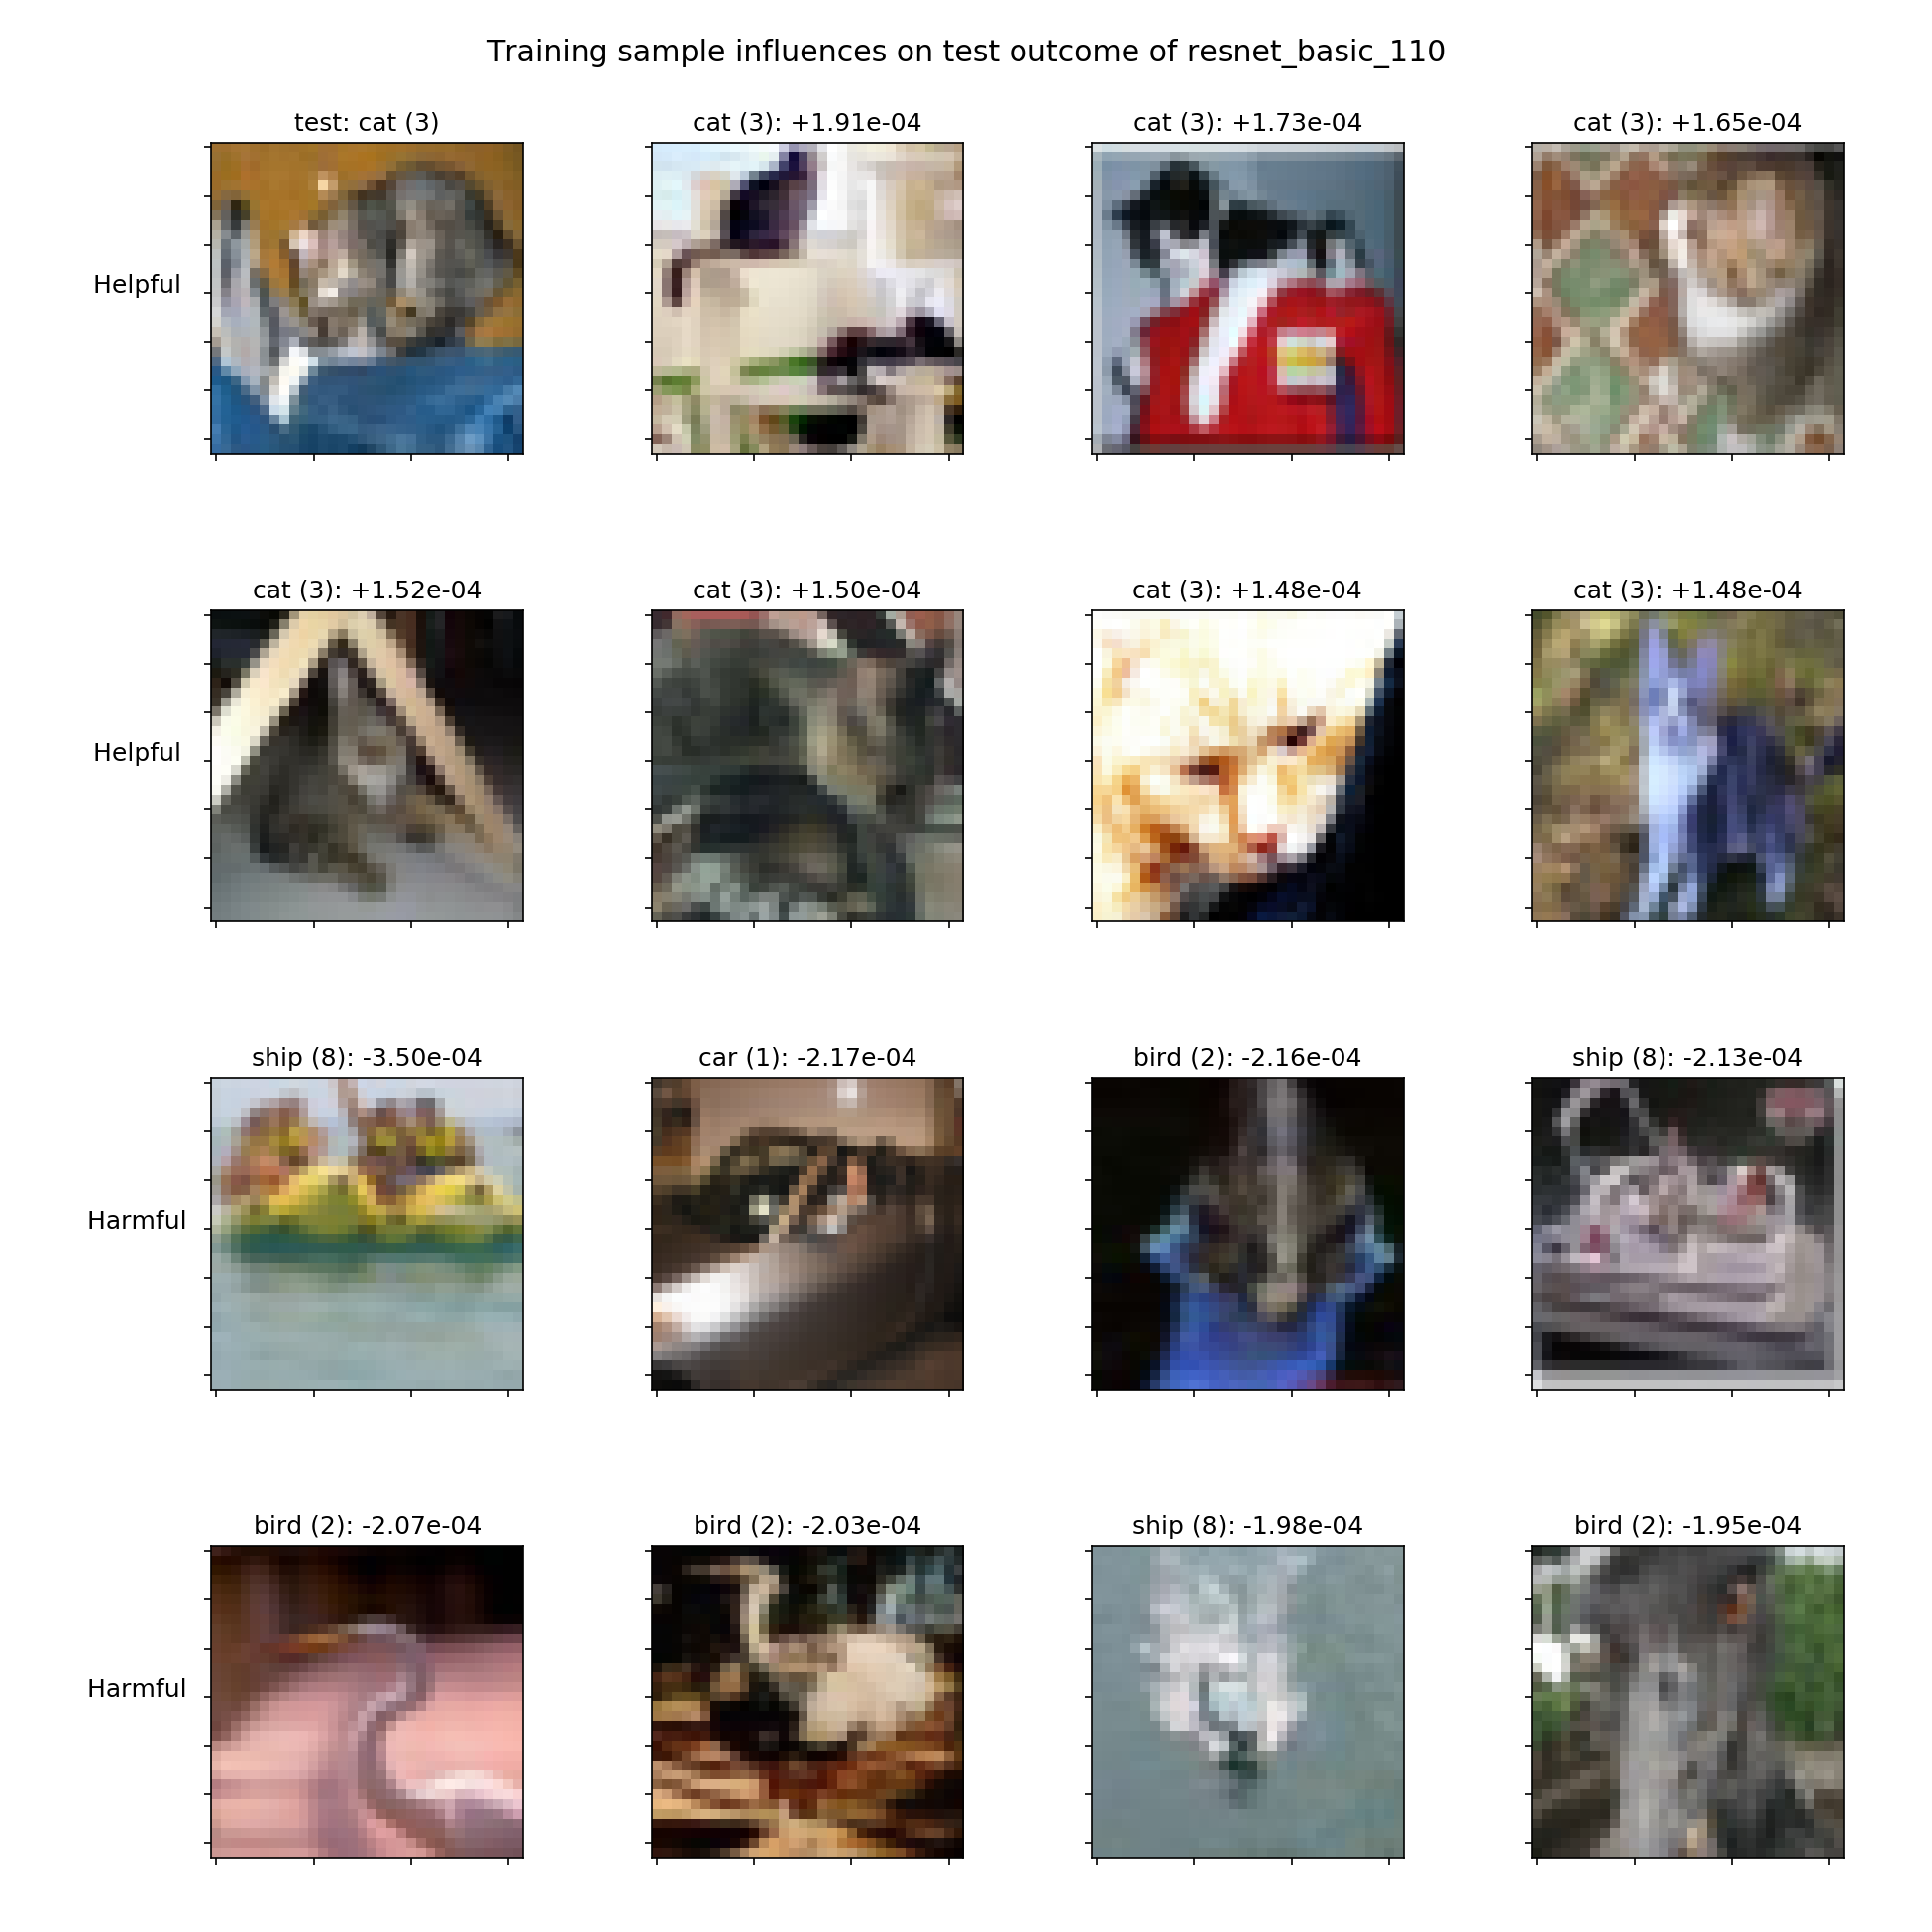 Training sample influences on test outcome of resnet_basic_110
test: cat (3)
cat (3): +1.91e-04
cat (3): +1.73e-04
cat (3): +1.65e-04
Helpful
cat (3): +1.52e-04
cat (3): +1.50e-04
cat (3): +1.48e-04
cat (3): +1.48e-04
Helpful
ship (8): -3.50e-04
car (1): -2.17e-04
bird (2): -2.16e-04
ship (8): -2.13e-04
Harmful
bird (2): -2.07e-04
bird (2): -2.03e-04
ship (8): -1.98e-04
bird (2): -1.95e-04
Harmful